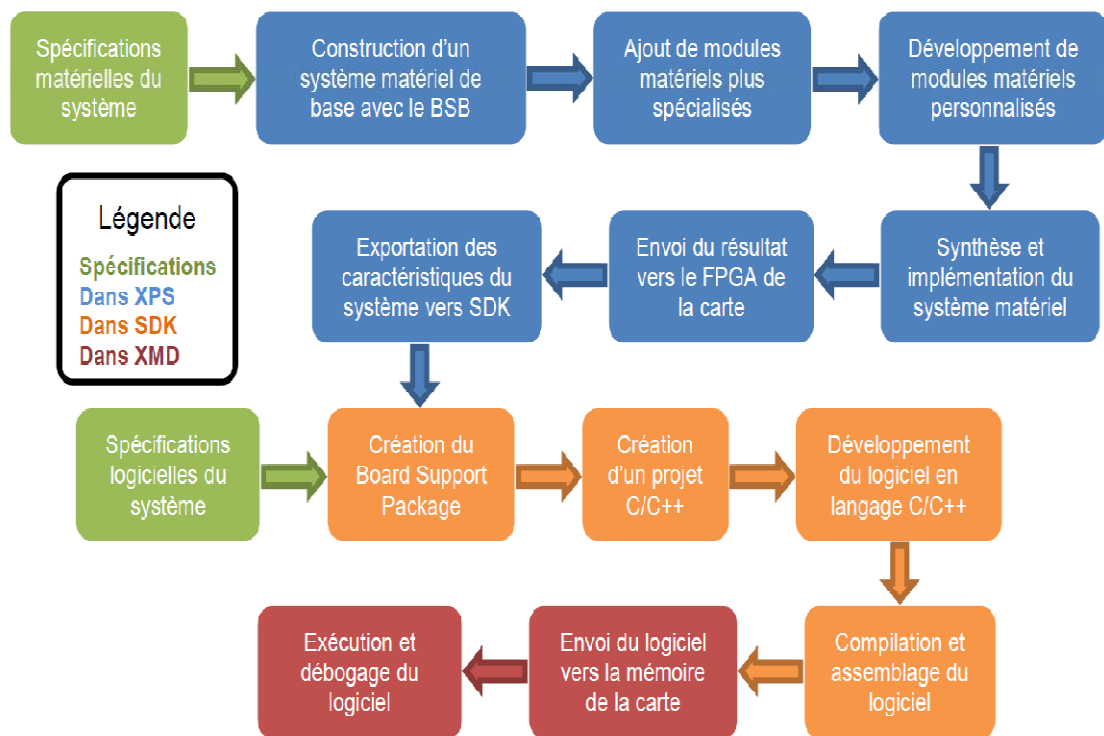 Spécifications
matérielles du
système
Construction d'un
système matériel de
base avec le BSB
Ajout de modules
matériels plus
spécialisés
Développement de
modules matériels
personnalisés
Légende
Spécifications
Dans XPS
Dans SDK
Dans XMD
Exportation des
caractéristiques du
système vers SDK
Envoi du résultat
vers le FPGA de
la carte
Synthèse et
implémentation du
système matériel
Spécifications
logicielles du
système
Création du
Board Support
Package
Création
d'un projet
C/C++
Développement
du logiciel en
langage C/C++
Exécution et
débogage du
logiciel
Envoi du logiciel
vers la mémoire
de la carte
Compilation et
assemblage du
logiciel